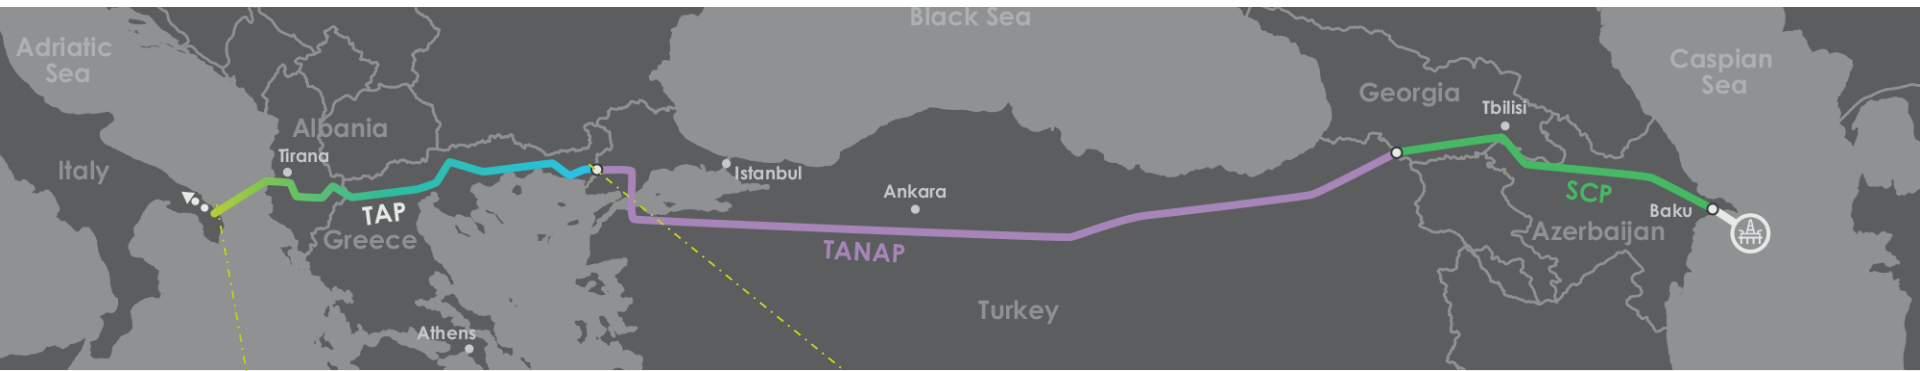 Black Sea
Adriatic
Sea
Caspian
Sea
Georgia
Tbilisi
Albania
Tirana
Italy
Istanbul
Ankara
SCP
TAP
Baku
Greece
Azerbaijan
TANAP
Turkey
Athens